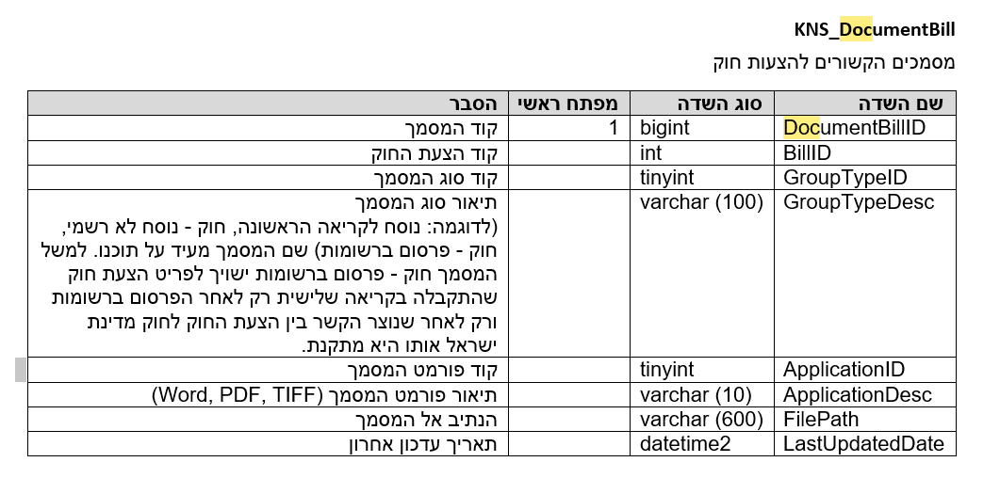 KNS_DocumentBill
מסמכים הקשורים להצעות חוק
שם השדה סוג השדה מפתח ראשי הסבר
DocumentBillID bigint 1 קוד המסמך
BillID int קוד הצעת החוק
GroupTypeID tinyint קוד סוג המסמך
GroupTypeDesc varchar (100) תיאור סוג המסמך
(לדוגמה: נוסח לקריאה הראשונה, חוק - נוסח לא רשמי,
חוק - פרסום ברשומות) שם המסמך מעיד על תוכנו. למשל
המסמך חוק - פרסום ברשומות ישויך לפריט הצעת חוק
שהתקבלה בקריאה שלישית רק לאחר הפרסום ברשומות
ורק לאחר שנוצר הקשר בין הצעת החוק לחוק מדינת
ישראל אותו היא מתקנת.
ApplicationID tinyint קוד פורמט המסמך
ApplicationDesc varchar (10) תיאור פורמט המסמך (Word, PDF, TIFF)
FilePath varchar (600) הנתיב אל המסמך
LastUpdatedDate datetime2 תאריך עדכון אחרון